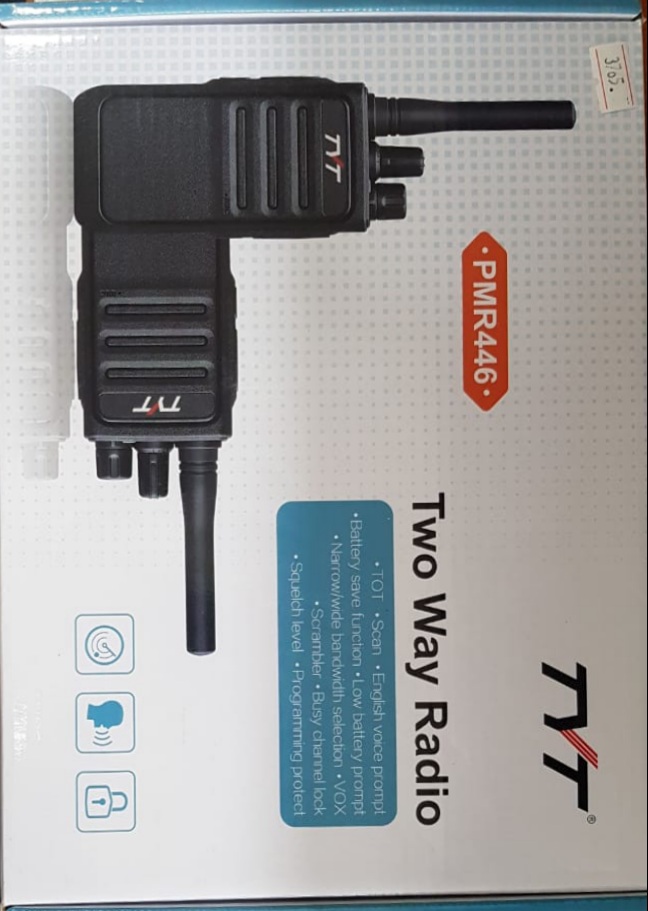 3705.
TYT®
• PMR446 •
Two Way Radio
• TOT • Scan • English voice prompt
• Battery save function • Low battery prompt
• Narrow/wide bandwidth selection • VOX
• Scrambler • Busy channel lock
• Squelch level • Programming protect
TYT
TYT